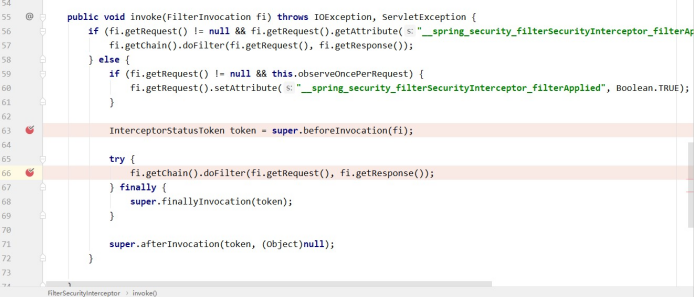 54
55 @ public void invoke(FilterInvocation fi) throws IOException, ServletException {
56 if (fi.getRequest() != null && fi.getRequest().getAttribute( s: "__spring_security_filterSecurityInterceptor_filterAp
57 fi.getChain().doFilter(fi.getRequest(), fi.getResponse());
58 } else {
59 if (fi.getRequest() != null && this.observeOncePerRequest) {
60 fi.getRequest().setAttribute( s: "__spring_security_filterSecurityInterceptor_filterApplied", Boolean.TRUE);
61 }
62
63 InterceptorStatusToken token = super.beforeInvocation(fi);
64
65 try {
66 fi.getChain().doFilter(fi.getRequest(), fi.getResponse());
67 } finally {
68 super.finallyInvocation(token);
69 }
70
71 super.afterInvocation(token, (Object)null);
72 }
73
74 }
FilterSecurityInterceptor › invoke()